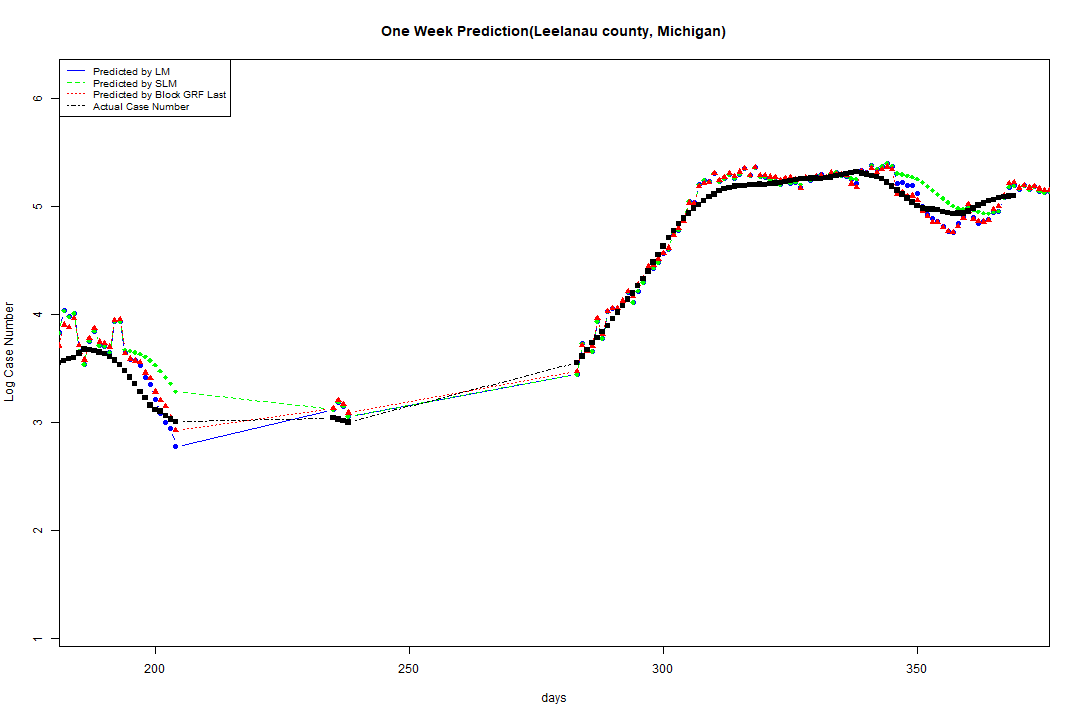 One Week Prediction(Leelanau county, Michigan)
Predicted by LM
Predicted by SLM
Predicted by Block GRF Last
Actual Case Number
6
5
4
3
2
1
Log Case Number
200
250
300
350
days